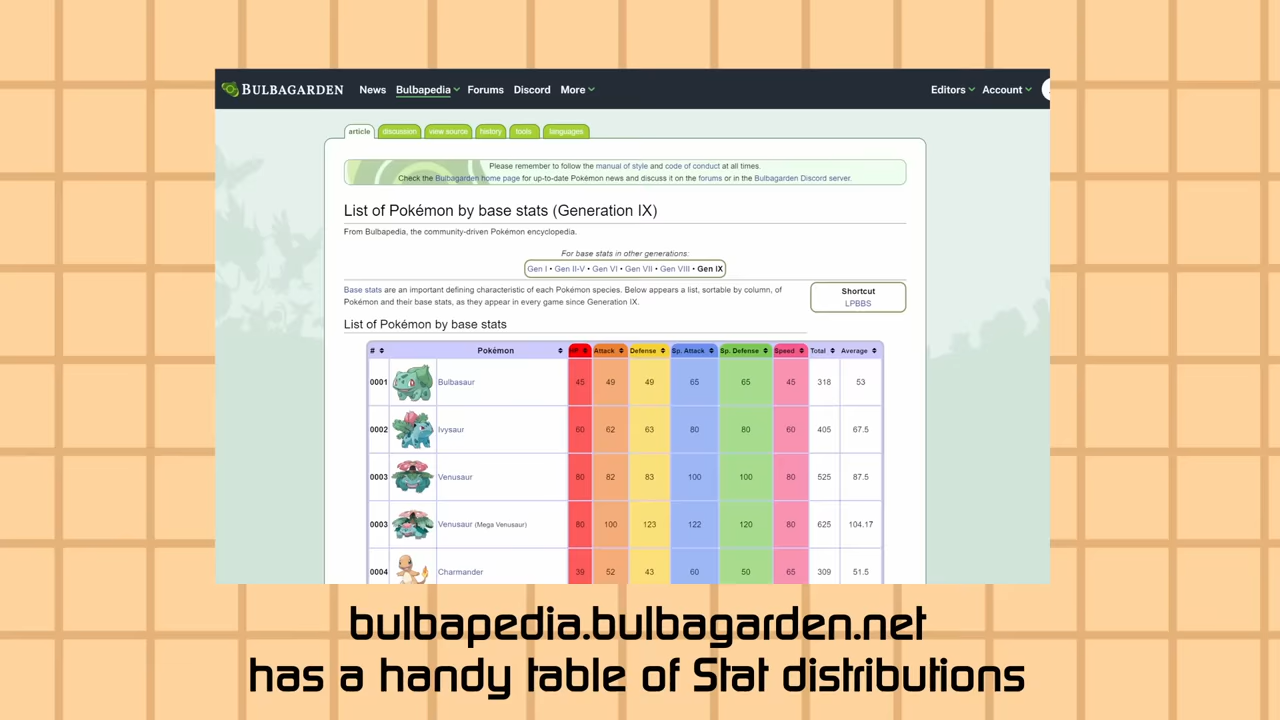 BULBAGARDEN News Bulbapedia Forums Discord More Editors Account
article discussion view source history tools languages
Please remember to follow the manual of style and code of conduct at all times.
Check the Bulbagarden home page for up-to-date Pokémon news and discuss it on the forums or in the Bulbagarden Discord server.
List of Pokémon by base stats (Generation IX)
From Bulbapedia, the community-driven Pokémon encyclopedia.
For base stats in other generations:
Gen I • Gen II-V • Gen VI • Gen VII • Gen VIII • Gen IX
Base stats are an important defining characteristic of each Pokémon species. Below appears a list, sortable by column, of
Pokémon and their base stats, as they appear in every game since Generation IX.
Shortcut
LPBBS
List of Pokémon by base stats
# Pokémon HP Attack Defense Sp. Attack Sp. Defense Speed Total Average
0001 Bulbasaur 45 49 49 65 65 45 318 53
0002 Ivysaur 60 62 63 80 80 60 405 67.5
0003 Venusaur 80 82 83 100 100 80 525 87.5
0003 Venusaur (Mega Venusaur) 80 100 123 122 120 80 625 104.17
0004 Charmander 39 52 43 60 50 65 309 51.5
bulbapedia.bulbagarden.net
has a handy table of Stat distributions